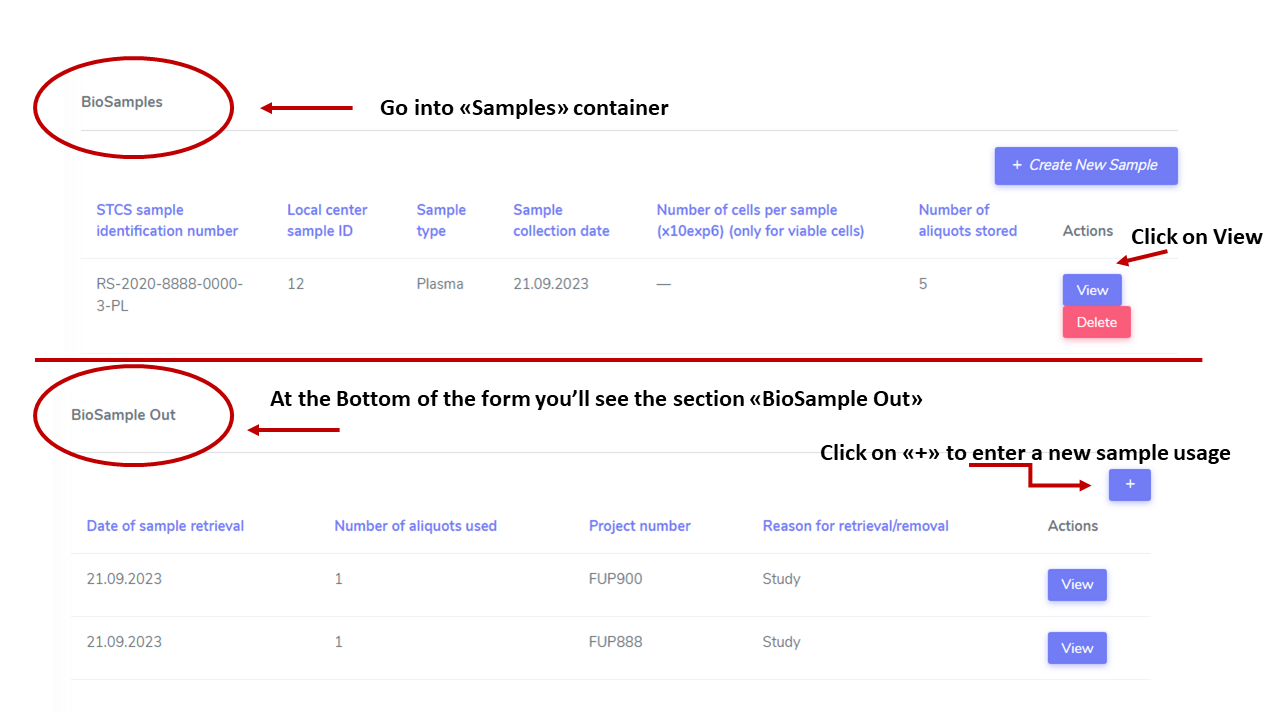 BioSamples
Go into «Samples» container
+ Create New Sample
STCS sample identification number
Local center sample ID
Sample type
Sample collection date
Number of cells per sample (x10exp6) (only for viable cells)
Number of aliquots stored
Actions
Click on View
RS-2020-8888-0000-3-PL
12
Plasma
21.09.2023
—
5
View
Delete
BioSample Out
At the Bottom of the form you’ll see the section «BioSample Out»
Click on «+» to enter a new sample usage
+
Date of sample retrieval
Number of aliquots used
Project number
Reason for retrieval/removal
Actions
21.09.2023
1
FUP900
Study
View
21.09.2023
1
FUP888
Study
View